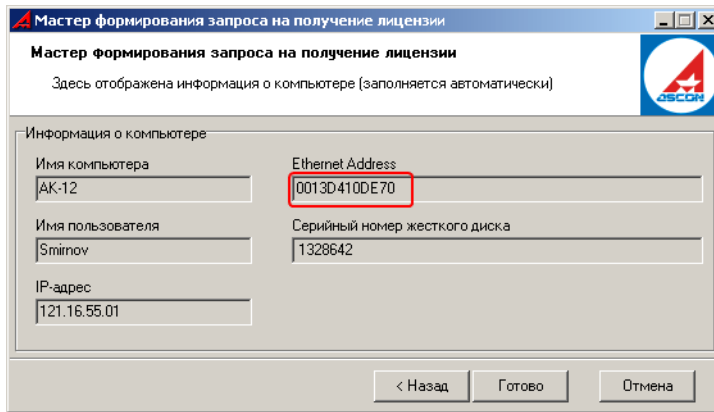 Мастер формирования запроса на получение лицензии
Мастер формирования запроса на получение лицензии
Здесь отображена информация о компьютере (заполняется автоматически)
ASCON
Информация о компьютере
Имя компьютера
Ethernet Address
AK-12
0013D410DE70
Имя пользователя
Серийный номер жесткого диска
Smirnov
1328642
IP-адрес
121.16.55.01
< Назад
Готово
Отмена